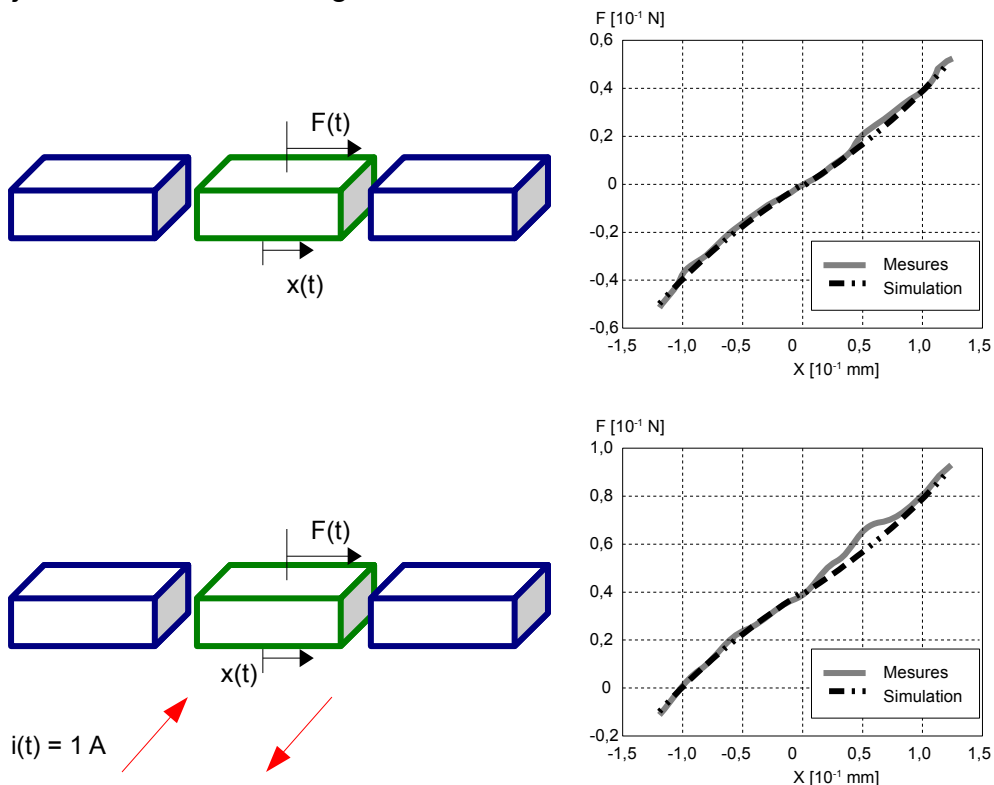 F [10⁻¹ N]
0,6
0,4
0,2
0
-0,2
-0,4
-0,6
-1,5 -1,0 -0,5 0 0,5 1,0 1,5
X [10⁻¹ mm]
Mesures
Simulation
F(t)
x(t)
F [10⁻¹ N]
1,0
0,8
0,6
0,4
0,2
0
-0,2
-1,5 -1,0 -0,5 0 0,5 1,0 1,5
X [10⁻¹ mm]
Mesures
Simulation
F(t)
x(t)
i(t) = 1 A